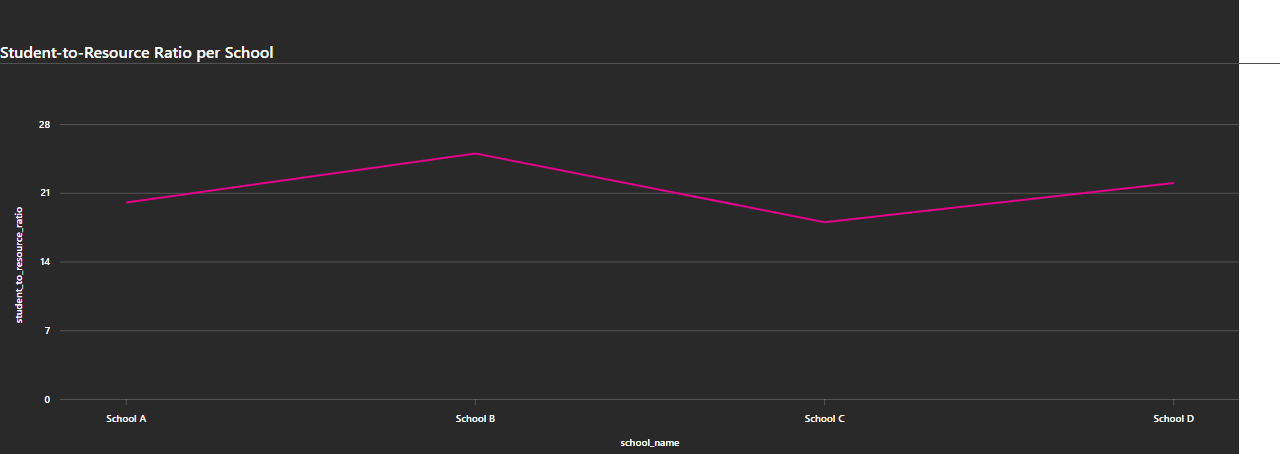 Student-to-Resource Ratio per School
28
21
14
7
0
student_to_resource_ratio
School A
School B
School C
School D
school_name